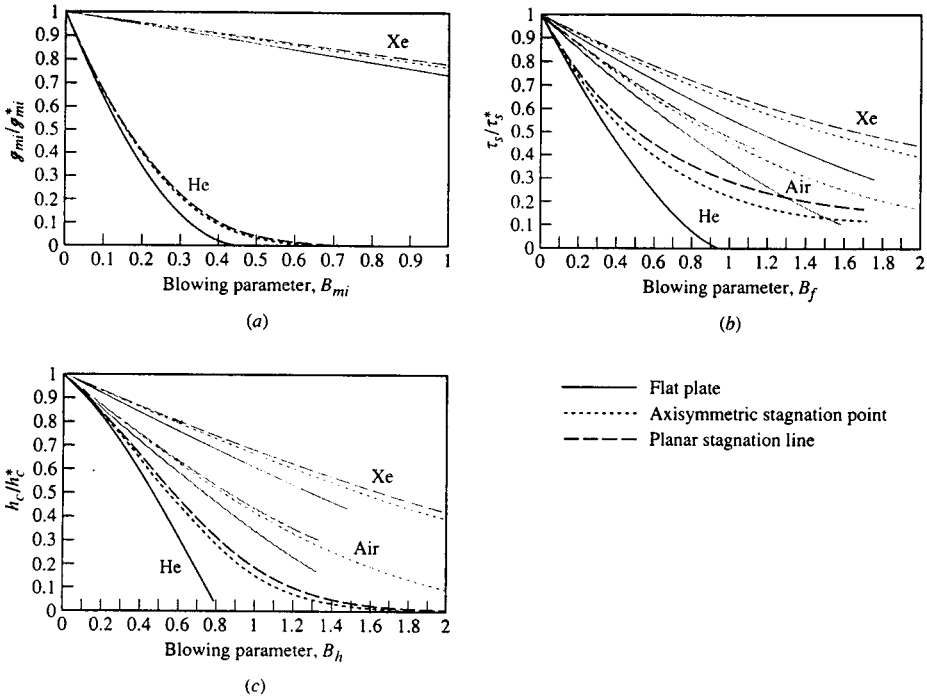 1
0.9
0.8
0.7
0.6
0.5
0.4
0.3
0.2
0.1
0
g_mi/g*_mi
Xe
He
0 0.1 0.2 0.3 0.4 0.5 0.6 0.7 0.8 0.9 1
Blowing parameter, B_mi
(a)
1
0.9
0.8
0.7
0.6
0.5
0.4
0.3
0.2
0.1
0
τ_s/τ*_s
Xe
Air
He
0 0.2 0.4 0.6 0.8 1 1.2 1.4 1.6 1.8 2
Blowing parameter, B_f
(b)
1
0.9
0.8
0.7
0.6
0.5
0.4
0.3
0.2
0.1
0
h_c/h*_c
Xe
Air
He
0 0.2 0.4 0.6 0.8 1 1.2 1.4 1.6 1.8 2
Blowing parameter, B_h
(c)
Flat plate
Axisymmetric stagnation point
Planar stagnation line